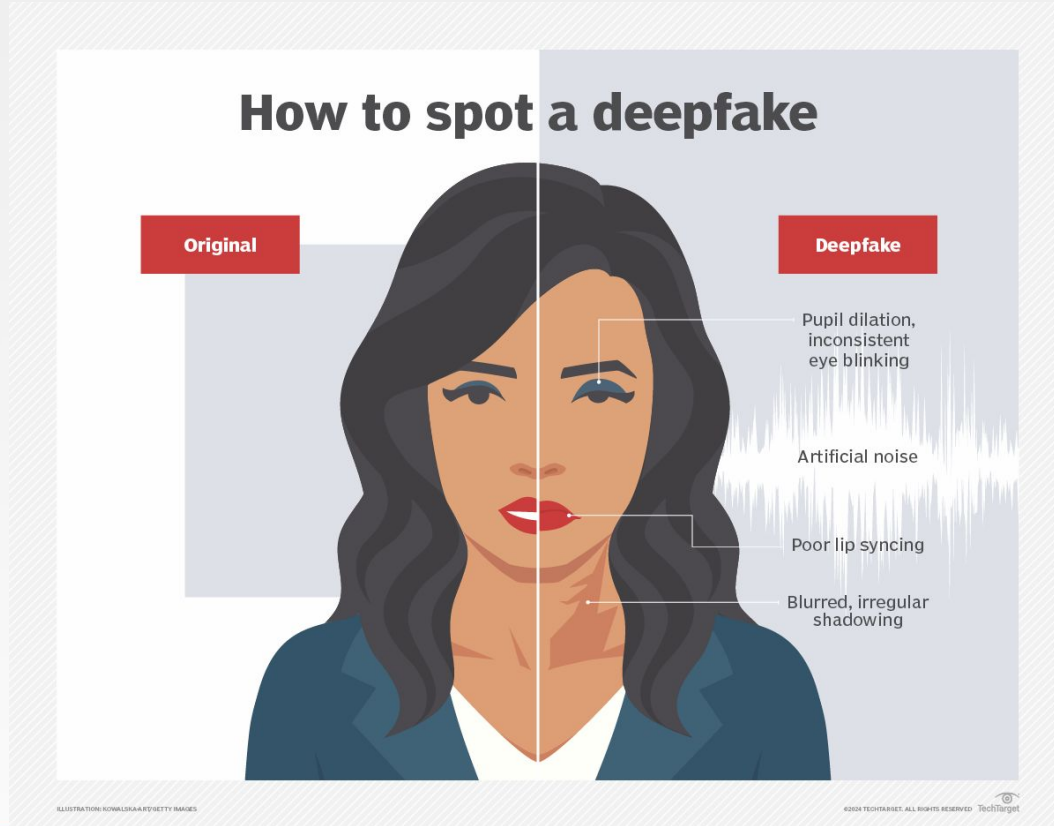 How to spot a deepfake
Original
Deepfake
Pupil dilation,
inconsistent
eye blinking
Artificial noise
Poor lip syncing
Blurred, irregular
shadowing
ILLUSTRATION: KOWALSKA-ART/GETTY IMAGES
©2024 TECHTARGET. ALL RIGHTS RESERVED TechTarget